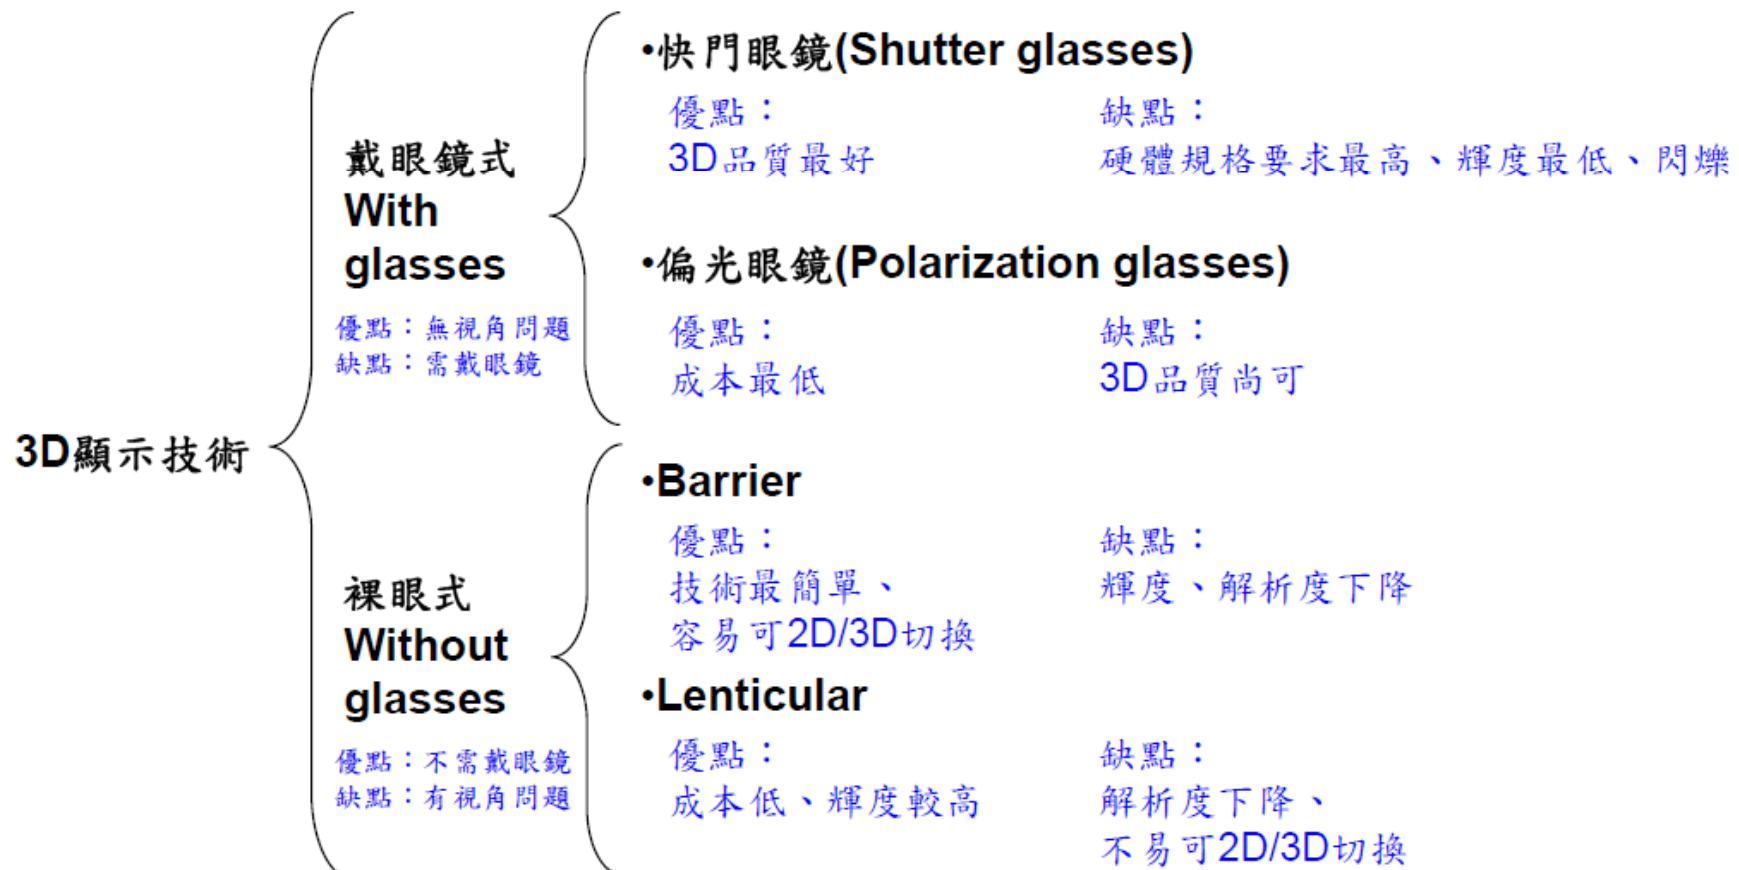 3D顯示技術
戴眼鏡式
With
glasses
優點：無視角問題
缺點：需戴眼鏡
•快門眼鏡(Shutter glasses)
優點：
3D品質最好
缺點：
硬體規格要求最高、輝度最低、閃爍
•偏光眼鏡(Polarization glasses)
優點：
成本最低
缺點：
3D品質尚可
裸眼式
Without
glasses
優點：不需戴眼鏡
缺點：有視角問題
•Barrier
優點：
技術最簡單、
容易可2D/3D切換
缺點：
輝度、解析度下降
•Lenticular
優點：
成本低、輝度較高
缺點：
解析度下降、
不易可2D/3D切換